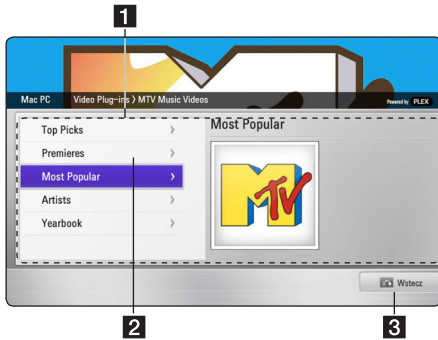 1
Mac PC Video Plug-ins > MTV Music Videos Powered by PLEX
Top Picks >
Premieres >
Most Popular >
Artists >
Yearbook >
Most Popular
MTV
Wstecz
2
3